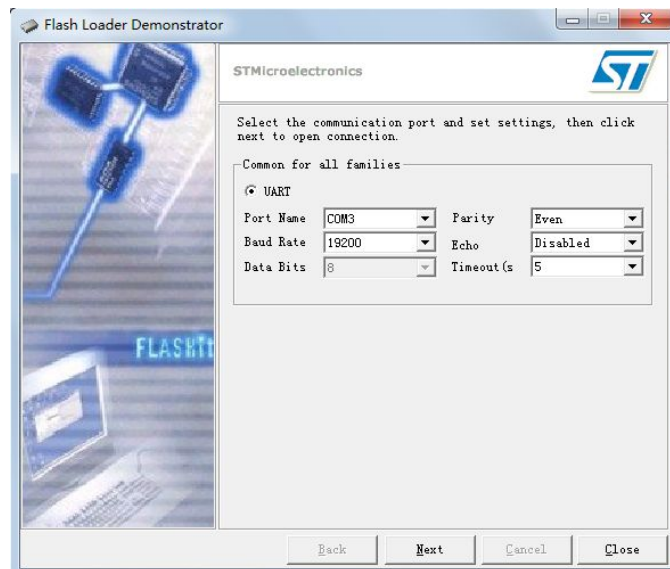 Flash Loader Demonstrator
STMicroelectronics
ST
Select the communication port and set settings, then click
next to open connection.
Common for all families
UART
Port Name COM3 Parity Even
Baud Rate 19200 Echo Disabled
Data Bits 8 Timeout(s 5
FLASHit
Back Next Cancel Close